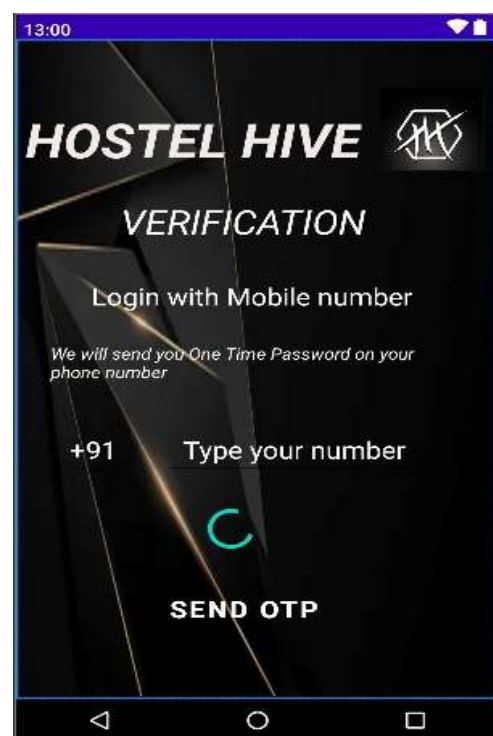 13:00
HOSTEL HIVE
VERIFICATION
Login with Mobile number
We will send you One Time Password on your
phone number
+91 Type your number
SEND OTP